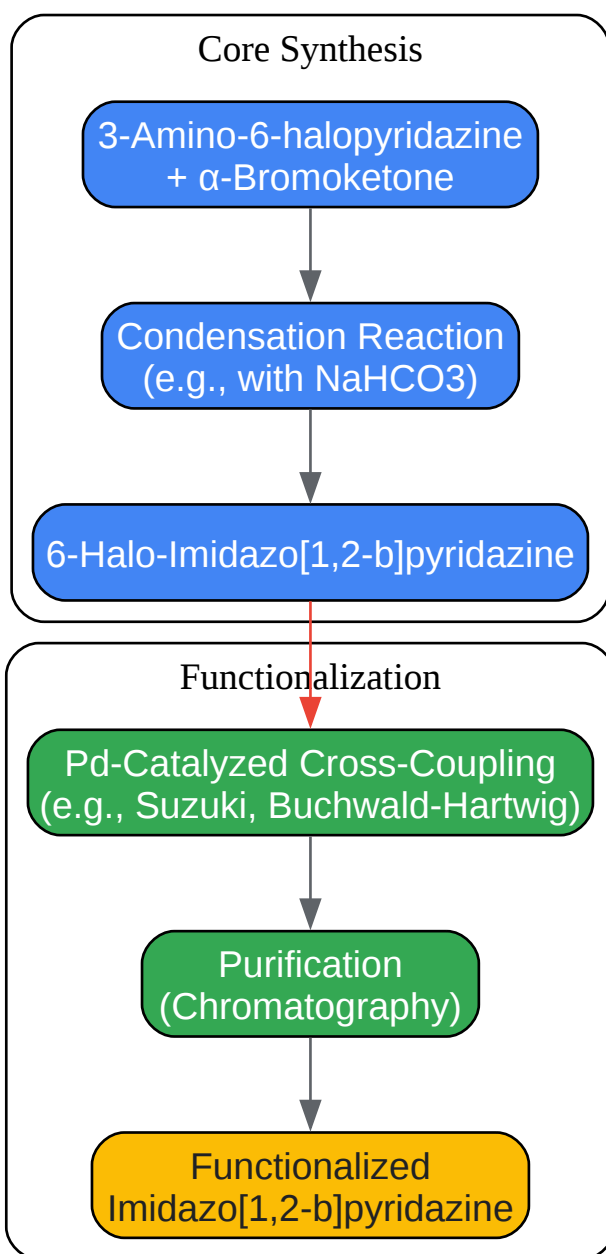 Core Synthesis
3-Amino-6-halopyridazine
+ α-Bromoketone
Condensation Reaction
(e.g., with NaHCO3)
6-Halo-Imidazo[1,2-b]pyridazine
Functionalization
Pd-Catalyzed Cross-Coupling
(e.g., Suzuki, Buchwald-Hartwig)
Purification
(Chromatography)
Functionalized
Imidazo[1,2-b]pyridazine